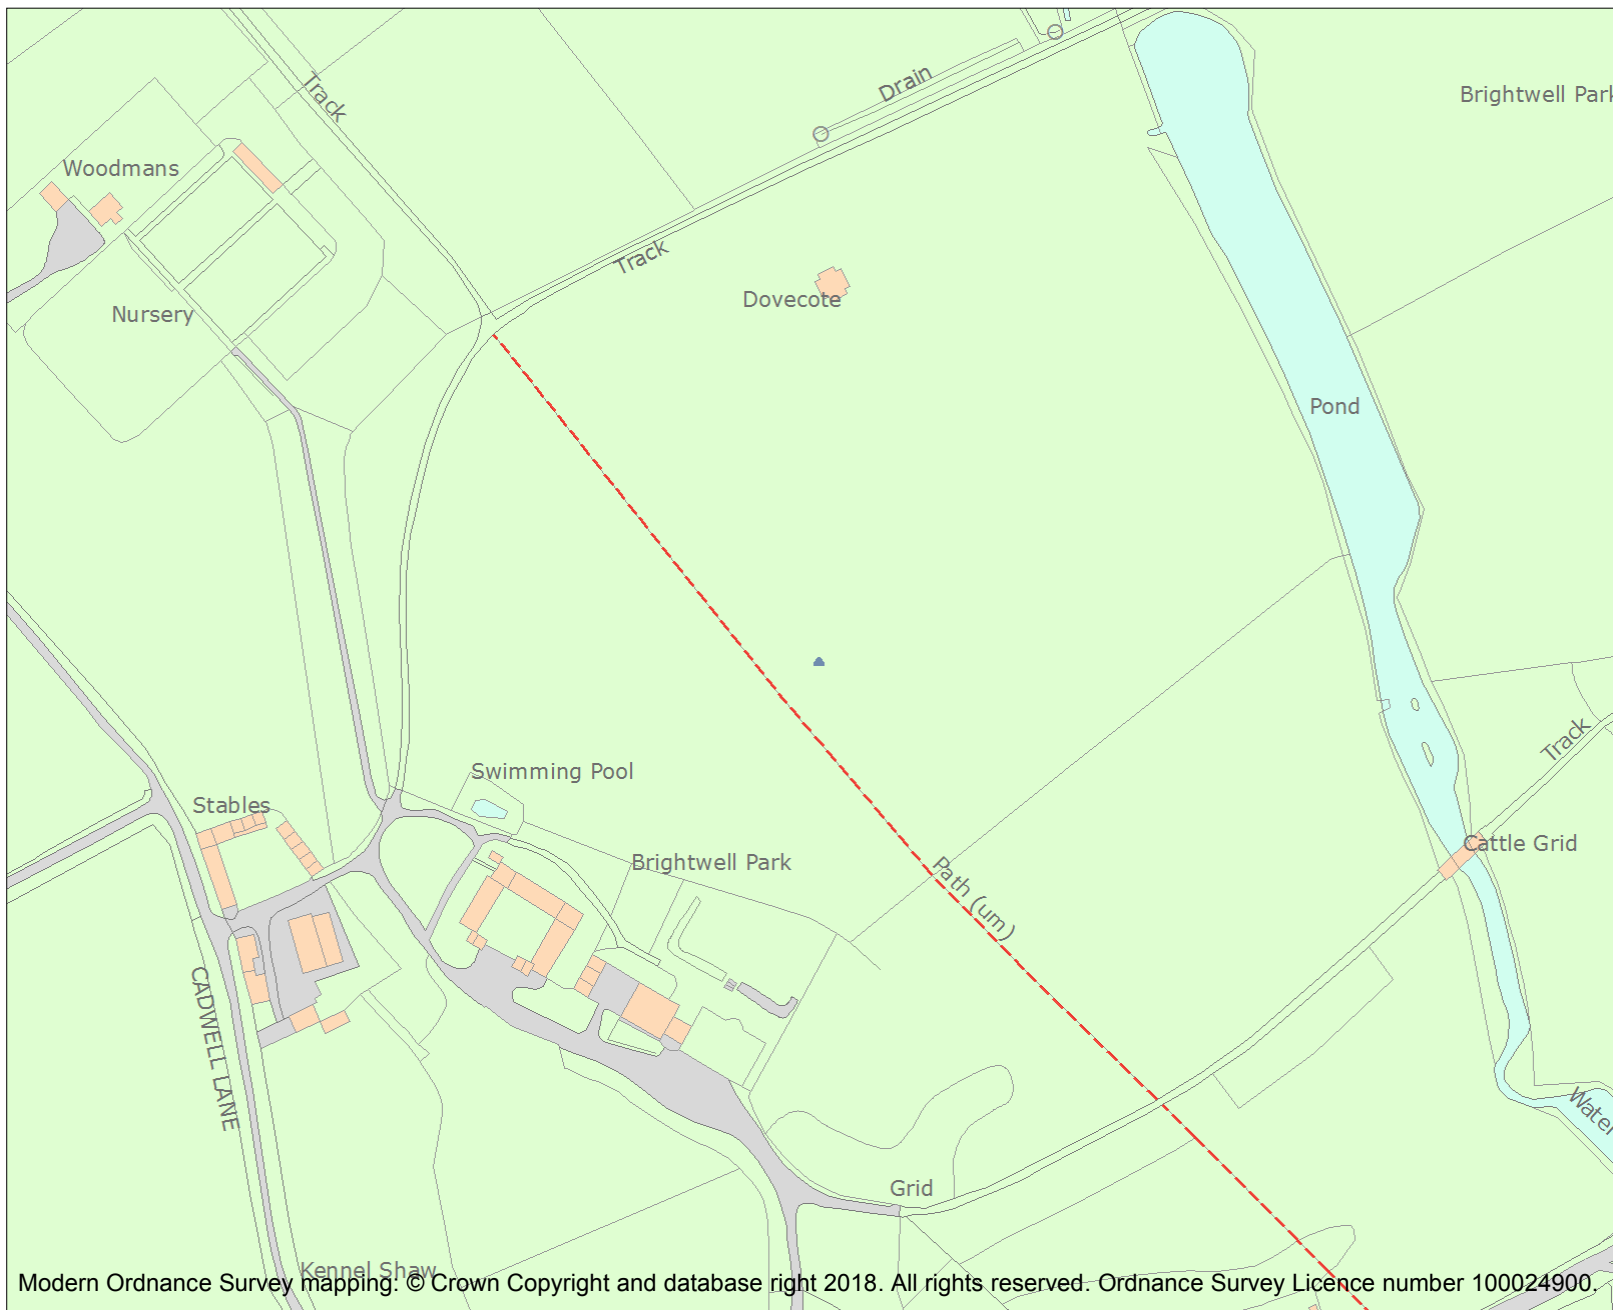 Track
Drain
Brightwell Park
Woodmans
Track
Dovecote
Nursery
Pond
Track
Swimming Pool
Stables
Cattle Grid
Brightwell Park
Path (um)
CADWELL LANE
Water
Grid
Kennel Shaw
Modern Ordnance Survey mapping: © Crown Copyright and database right 2018. All rights reserved. Ordnance Survey Licence number 100024900.